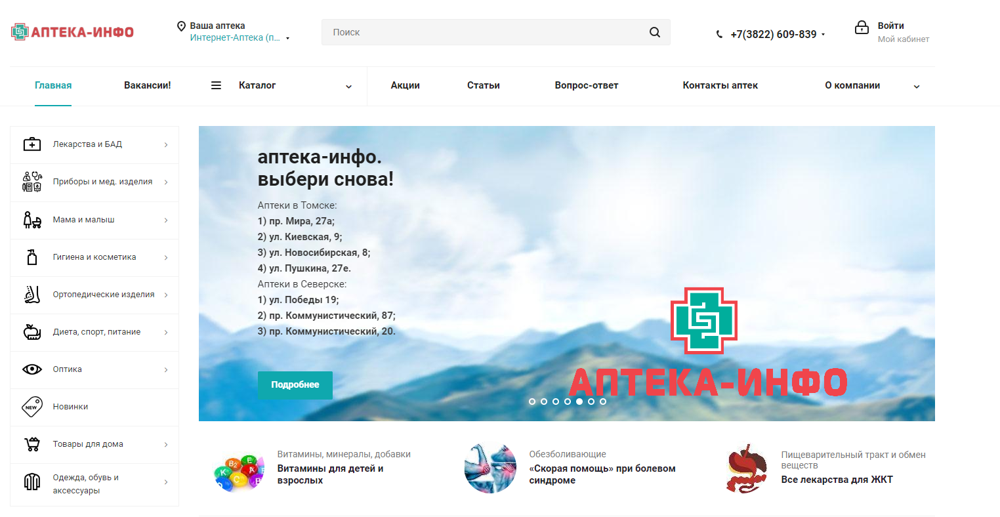 АПТЕКА-ИНФО
Ваша аптека
Интернет-Аптека (п...
Поиск
+7(3822) 609-839
Войти
Мой кабинет
Главная
Вакансии!
Каталог
Акции
Статьи
Вопрос-ответ
Контакты аптек
О компании
Лекарства и БАД
Приборы и мед. изделия
Мама и малыш
Гигиена и косметика
Ортопедические изделия
Диета, спорт, питание
Оптика
NEW
Новинки
Товары для дома
Одежда, обувь и
аксессуары
аптека-инфо.
выбери снова!
Аптеки в Томске:
1) пр. Мира, 27а;
2) ул. Киевская, 9;
3) ул. Новосибирская, 8;
4) ул. Пушкина, 27е.
Аптеки в Северске:
1) ул. Победы 19;
2) пр. Коммунистический, 87;
3) пр. Коммунистический, 20.
Подробнее
АПТЕКА-ИНФО
K B2 E A C
Витамины, минералы, добавки
Витамины для детей и
взрослых
Обезболивающие
«Скорая помощь» при болевом
синдроме
Пищеварительный тракт и обмен
веществ
Все лекарства для ЖКТ